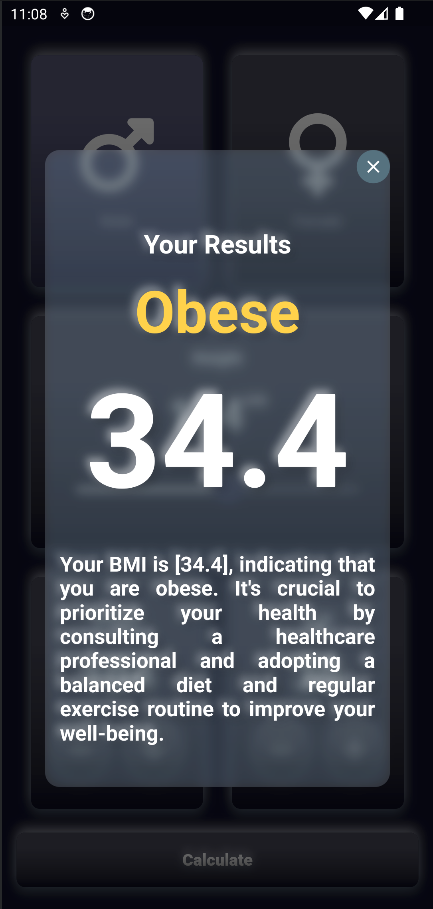 11:08
Your Results
Obese
34.4
Your BMI is [34.4], indicating that
you are obese. It's crucial to
prioritize your health by
consulting a healthcare
professional and adopting a
balanced diet and regular
exercise routine to improve your
well-being.
Calculate